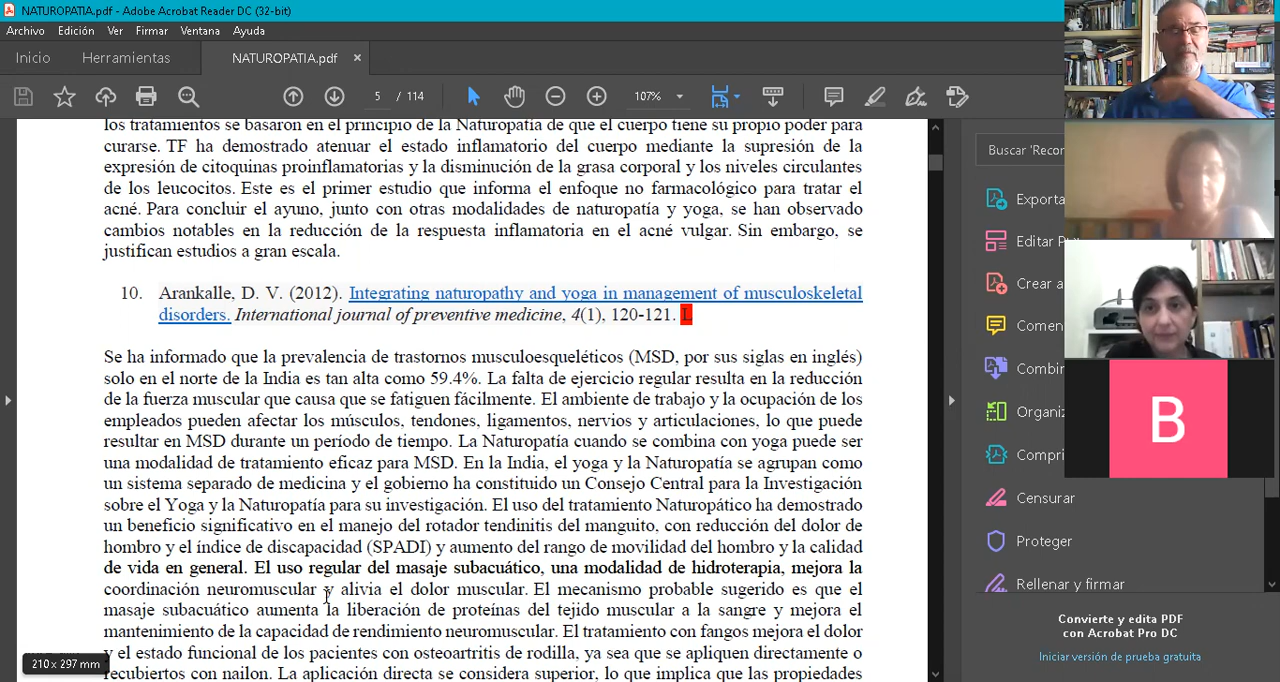 NATUROPATIA.pdf - Adobe Acrobat Reader DC (32-bit)
Archivo Edición Ver Firmar Ventana Ayuda
Inicio Herramientas NATUROPATIA.pdf ×
5 / 114 107%
los tratamientos se basaron en el principio de la Naturopatía de que el cuerpo tiene su propio poder para
curarse. TF ha demostrado atenuar el estado inflamatorio del cuerpo mediante la supresión de la
expresión de citoquinas proinflamatorias y la disminución de la grasa corporal y los niveles circulantes
de los leucocitos. Este es el primer estudio que informa el enfoque no farmacológico para tratar el
acné. Para concluir el ayuno, junto con otras modalidades de naturopatía y yoga, se han observado
cambios notables en la reducción de la respuesta inflamatoria en el acné vulgar. Sin embargo, se
justifican estudios a gran escala.
10. Arankalle, D. V. (2012). Integrating naturopathy and yoga in management of musculoskeletal
disorders. International journal of preventive medicine, 4(1), 120-121. L
Se ha informado que la prevalencia de trastornos musculoesqueléticos (MSD, por sus siglas en inglés)
solo en el norte de la India es tan alta como 59.4%. La falta de ejercicio regular resulta en la reducción
de la fuerza muscular que causa que se fatiguen fácilmente. El ambiente de trabajo y la ocupación de los
empleados pueden afectar los músculos, tendones, ligamentos, nervios y articulaciones, lo que puede
resultar en MSD durante un período de tiempo. La Naturopatía cuando se combina con yoga puede ser
una modalidad de tratamiento eficaz para MSD. En la India, el yoga y la Naturopatía se agrupan como
un sistema separado de medicina y el gobierno ha constituido un Consejo Central para la Investigación
sobre el Yoga y la Naturopatía para su investigación. El uso del tratamiento Naturopático ha demostrado
un beneficio significativo en el manejo del rotador tendinitis del manguito, con reducción del dolor de
hombro y el índice de discapacidad (SPADI) y aumento del rango de movilidad del hombro y la calidad
de vida en general. El uso regular del masaje subacuático, una modalidad de hidroterapia, mejora la
coordinación neuromuscular y alivia el dolor muscular. El mecanismo probable sugerido es que el
masaje subacuático aumenta la liberación de proteínas del tejido muscular a la sangre y mejora el
mantenimiento de la capacidad de rendimiento neuromuscular. El tratamiento con fangos mejora el dolor
y el estado funcional de los pacientes con osteoartritis de rodilla, ya sea que se apliquen directamente o
recubiertos con nailon. La aplicación directa se considera superior, lo que implica que las propiedades
210 x 297 mm
Buscar 'Recor
Exporta
Editar P
Crear a
Comen
Combin
Organiz
Compri
Censurar
Proteger
Rellenar y firmar
Convierte y edita PDF
con Acrobat Pro DC
Iniciar versión de prueba gratuita
B